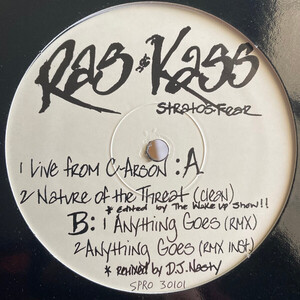 RAS KASS
STRATOSFEAR
1 LIVE FROM C-ARSON : A
2 NATURE OF THE THREAT (CLEAN)
* edited by THE WAKE UP SHOW!!
B: 1 ANYTHING GOES (RMX)
2 ANYTHING GOES (RMX INST.)
* REMIXED by D.J. NASTY
SPRO 30101